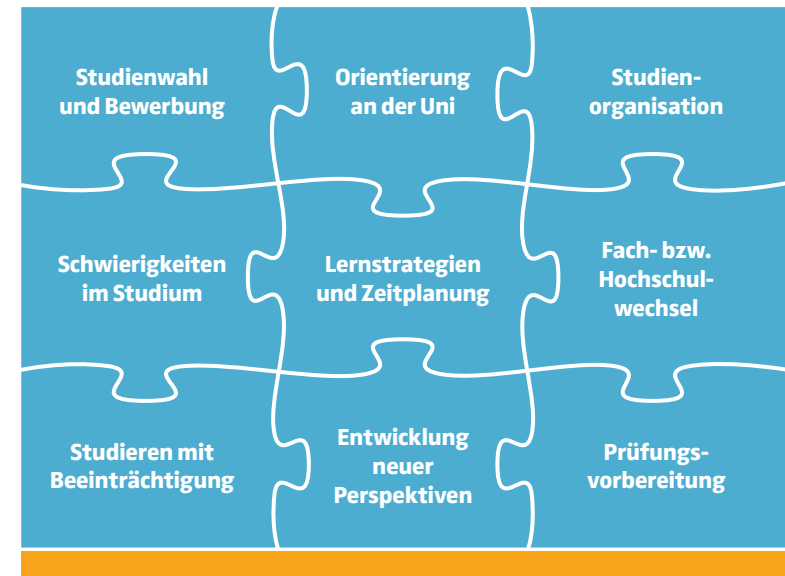 Studienwahl
und Bewerbung
Orientierung
an der Uni
Studien-
organisation
Schwierigkeiten
im Studium
Lernstrategien
und Zeitplanung
Fach- bzw.
Hochschul-
wechsel
Studieren mit
Beeinträchtigung
Entwicklung
neuer
Perspektiven
Prüfungs-
vorbereitung